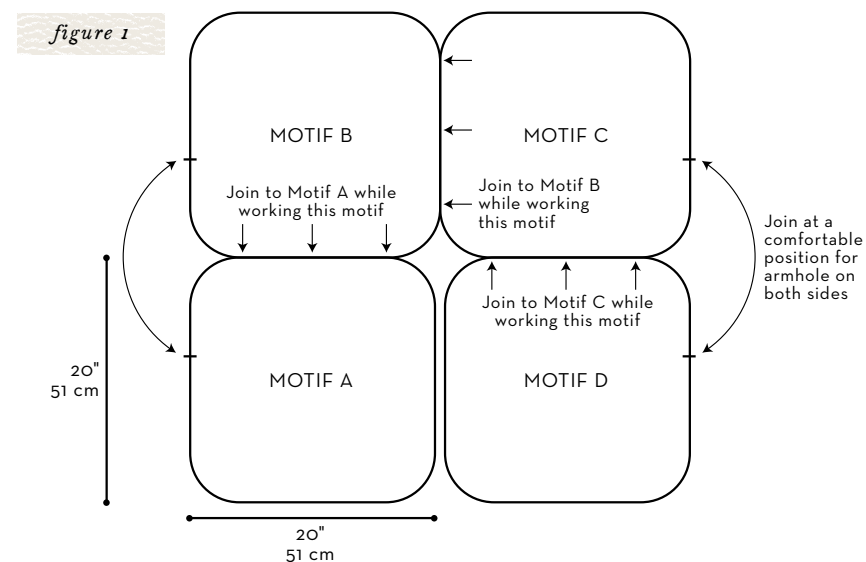 figure 1
MOTIF B
MOTIF C
Join to Motif A while
working this motif
Join to Motif B
while working
this motif
Join at a
comfortable
position for
armhole on
both sides
Join to Motif C while
working this motif
MOTIF A
MOTIF D
20"
51 cm
20"
51 cm